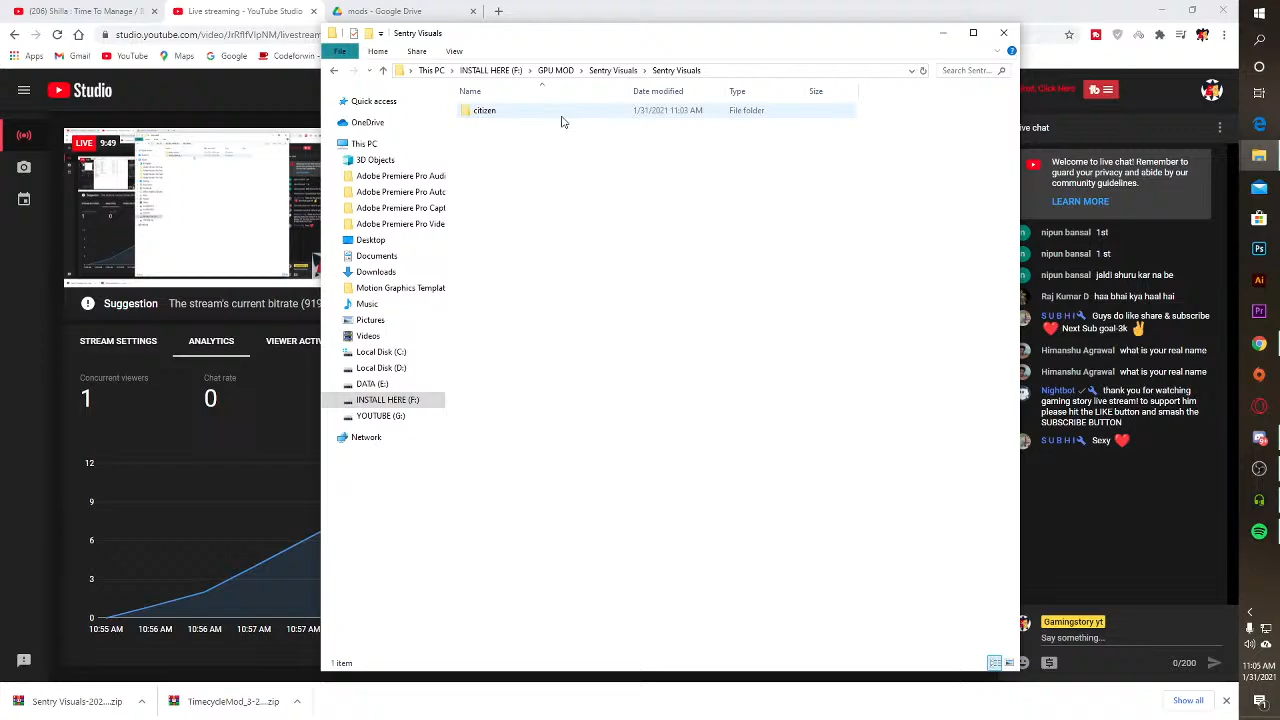 (206) Shilla : Time To Manage / B
Live streaming - YouTube Studio
mods - Google Drive
studio.youtube.com/video/
Apps
Gmail
YouTube
Maps
Google
Codeforwin
Studio
Sentry Visuals
File
Home
Share
View
This PC
INSTALL HERE (F:)
GPU MOD
Sentry Visuals
Sentry Visuals
Search Sentr...
Name
Date modified
Type
Size
citizen
1/31/2021 11:03 AM
File folder
Quick access
OneDrive
This PC
3D Objects
Adobe Premiere Pro Audi
Adobe Premiere Pro Auto
Adobe Premiere Pro Capt
Adobe Premiere Pro Vide
Desktop
Documents
Downloads
Motion Graphics Templat
Music
Pictures
Videos
Local Disk (C:)
Local Disk (D:)
DATA (E:)
INSTALL HERE (F:)
YOUTUBE (G:)
Network
1 item
LIVE
9:49
Suggestion
The stream's current bitrate (919
STREAM SETTINGS
ANALYTICS
VIEWER ACTIV
Concurrent viewers
1
Chat rate
0
12
9
6
3
0
10:55 AM
10:56 AM
10:56 AM
10:57 AM
10:57 AM
Click Here
Welcome to live chat! Remember to
guard your privacy and abide by our
community guidelines.
LEARN MORE
nipun bansal 1st
nipun bansal 1 st
nipun bansal jaldi shuru kar na be
Raj Kumar D haa bhai kya haal hai
S U B H I Guys do like share & subscribe
Next Sub goal-3k
Himanshu Agrawal what is your real name
Himanshu Agrawal what is your real name
Nightbot thank you for watching
gaming story live stream! to support him
please hit the LIKE button and smash the
SUBSCRIBE BUTTON
S U B H I Sexy
Gamingstory yt
Say something...
0/200
Sentry Visuals-202....zip
TimecycleMod_3-2....zip
Show all
11:05 AM
1/31/2021